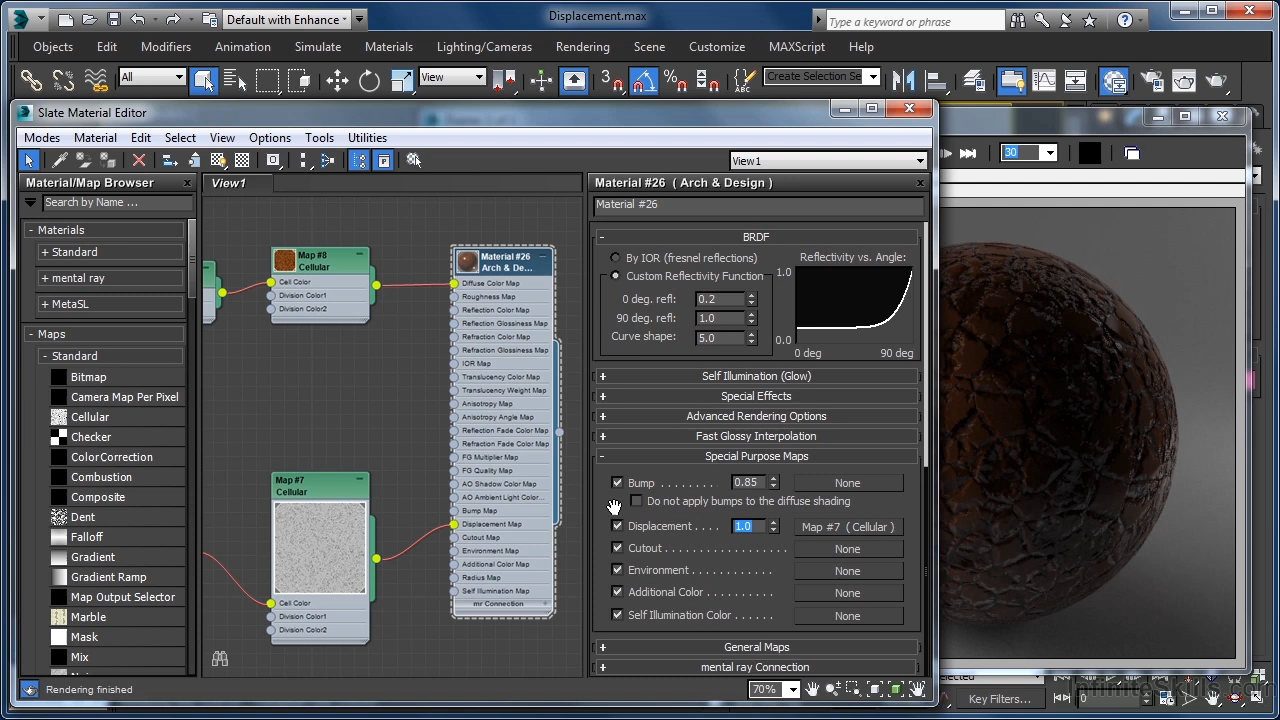 Default with Enhance
Displacement.max
Type a keyword or phrase
Objects Edit Modifiers Animation Simulate Materials Lighting/Cameras Rendering Scene Customize MAXScript Help
All View 3 % ABC Create Selection Se
Slate Material Editor
Modes Material Edit Select View Options Tools Utilities
View1
30
Material/Map Browser
Search by Name ...
- Materials
+ Standard
+ mental ray
+ MetaSL
- Maps
- Standard
Bitmap
Camera Map Per Pixel
Cellular
Checker
ColorCorrection
Combustion
Composite
Dent
Falloff
Gradient
Gradient Ramp
Map Output Selector
Marble
Mask
Mix
View1
Map #8
Cellular
Cell Color
Division Color1
Division Color2
Map #7
Cellular
Cell Color
Division Color1
Division Color2
Material #26
Arch & De...
Diffuse Color Map
Roughness Map
Reflection Color Map
Reflection Glossiness Map
Refraction Color Map
Refraction Glossiness Map
IOR Map
Translucency Color Map
Translucency Weight Map
Anisotropy Map
Anisotropy Angle Map
Reflection Fade Color Map
Refraction Fade Color Map
FG Multiplier Map
FG Quality Map
AO Shadow Color Map
AO Ambient Light Color...
Bump Map
Displacement Map
Cutout Map
Environment Map
Additional Color Map
Radius Map
Self Illumination Map
mr Connection +
Material #26 ( Arch & Design )
Material #26
- BRDF
By IOR (fresnel reflections)
Custom Reflectivity Function
0 deg. refl: 0.2
90 deg. refl: 1.0
Curve shape: 5.0
Reflectivity vs. Angle:
1.0
0.0
0 deg 90 deg
+ Self Illumination (Glow)
+ Special Effects
+ Advanced Rendering Options
+ Fast Glossy Interpolation
- Special Purpose Maps
Bump . . . . . . . . 0.85 None
Do not apply bumps to the diffuse shading
Displacement . . . . 1.0 Map #7 ( Cellular )
Cutout . . . . . . . . . . . . . . . . . . None
Environment . . . . . . . . . . . . None
Additional Color . . . . . . . . . . None
Self Illumination Color . . . . . . None
+ General Maps
+ mental ray Connection
Rendering finished
70%
Selected
Key Filters...
0
InfiniteSkills.com